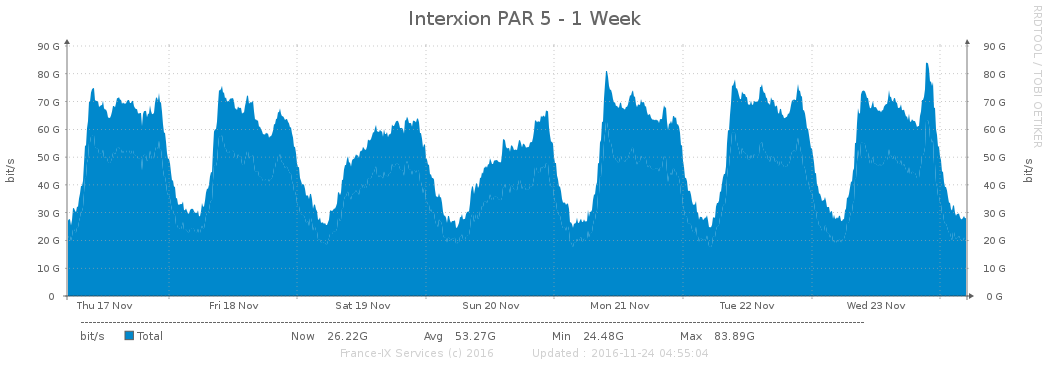 Interxion PAR 5 - 1 Week
RRDTOOL / TOBI OETIKER
90 G 90 G
80 G 80 G
70 G 70 G
60 G 60 G
50 G 50 G
40 G 40 G
30 G 30 G
20 G 20 G
10 G 10 G
0 0 G
bit/s bit/s
Thu 17 Nov Fri 18 Nov Sat 19 Nov Sun 20 Nov Mon 21 Nov Tue 22 Nov Wed 23 Nov
bit/s Total Now 26.22G Avg 53.27G Min 24.48G Max 83.89G
France-IX Services (c) 2016 Updated : 2016-11-24 04:55:04